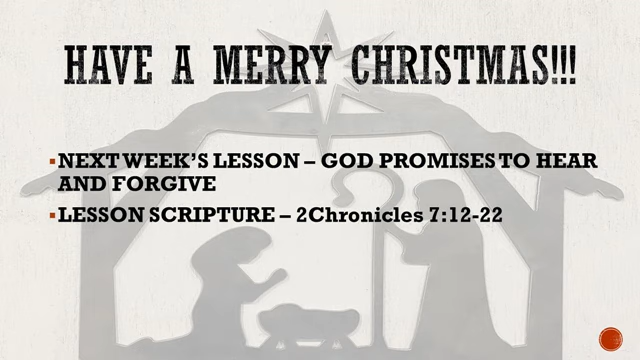 HAVE A MERRY CHRISTMAS!!!
▪NEXT WEEK'S LESSON – GOD PROMISES TO HEAR
AND FORGIVE
▪LESSON SCRIPTURE – 2Chronicles 7:12-22